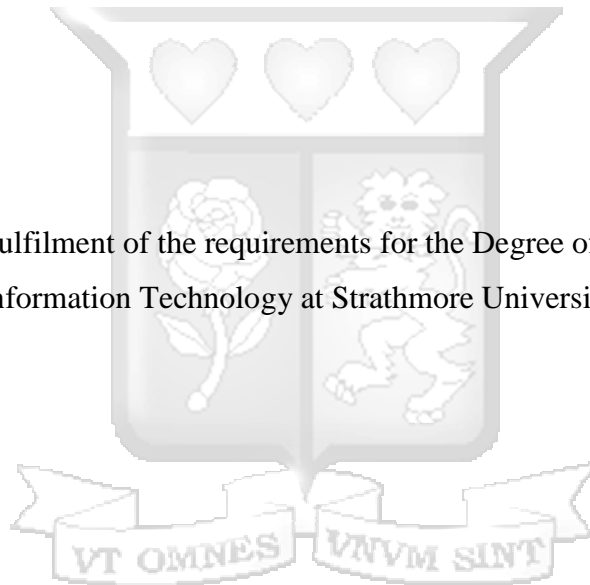 ulfilment of the requirements for the Degree o
nformation Technology at Strathmore Universi
VT OMNES VNVM SINT